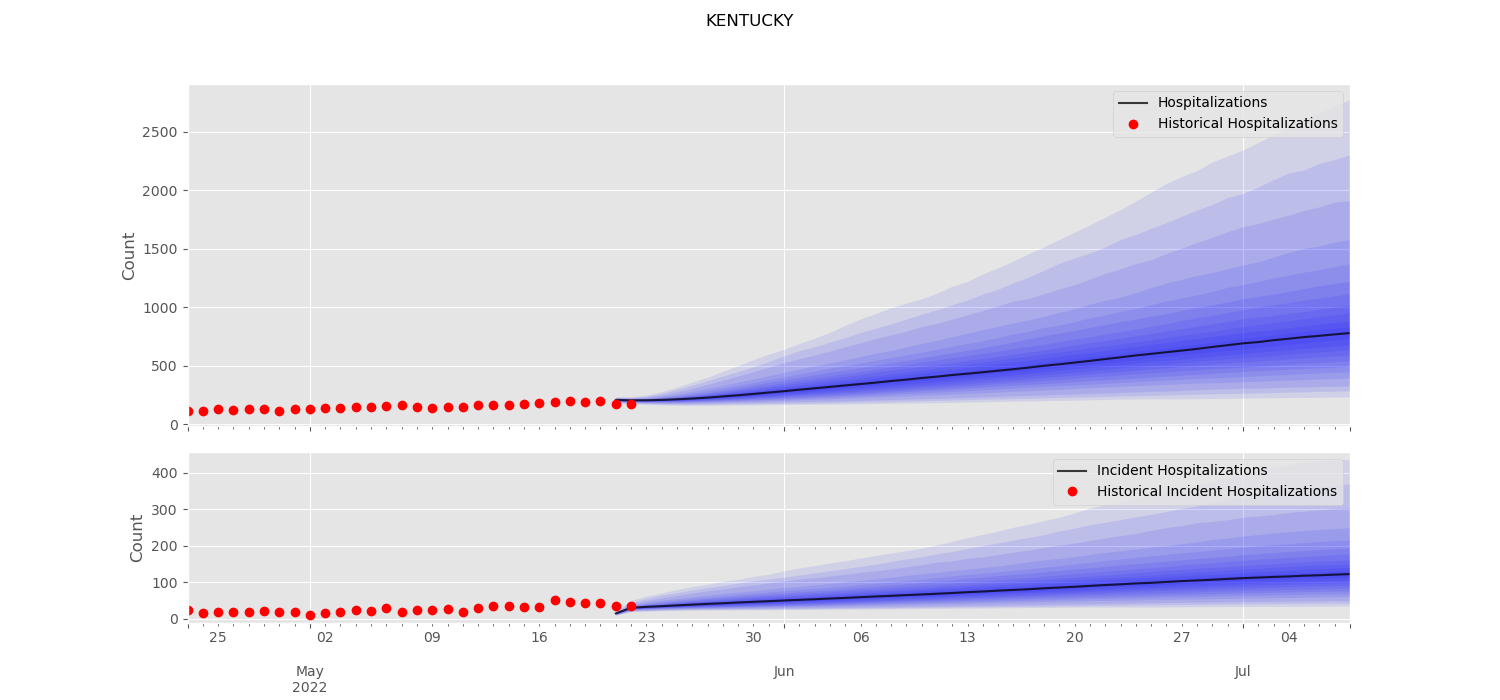 KENTUCKY
Hospitalizations
Historical Hospitalizations
Count
2500
2000
1500
1000
500
0
Incident Hospitalizations
Historical Incident Hospitalizations
Count
400
300
200
100
0
25 02 09 16 23 30 06 13 20 27 04
May Jun Jul
2022